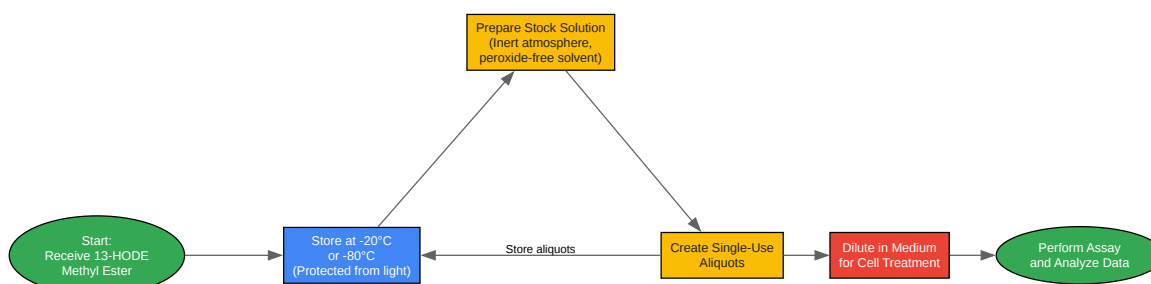 Prepare Stock Solution
(Inert atmosphere,
peroxide-free solvent)
Start:
Receive 13-HODE
Methyl Ester
Store at -20°C
or -80°C
(Protected from light)
Store aliquots
Create Single-Use
Aliquots
Dilute in Medium
for Cell Treatment
Perform Assay
and Analyze Data